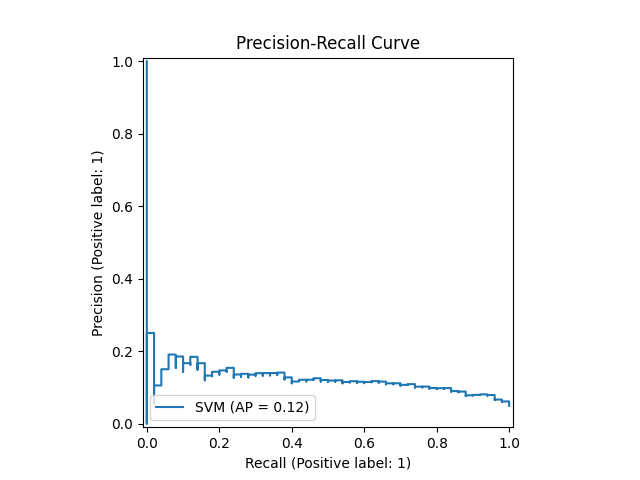 Precision-Recall Curve
1.0
0.8
0.6
0.4
0.2
0.0
Precision (Positive label: 1)
SVM (AP = 0.12)
0.0 0.2 0.4 0.6 0.8 1.0
Recall (Positive label: 1)